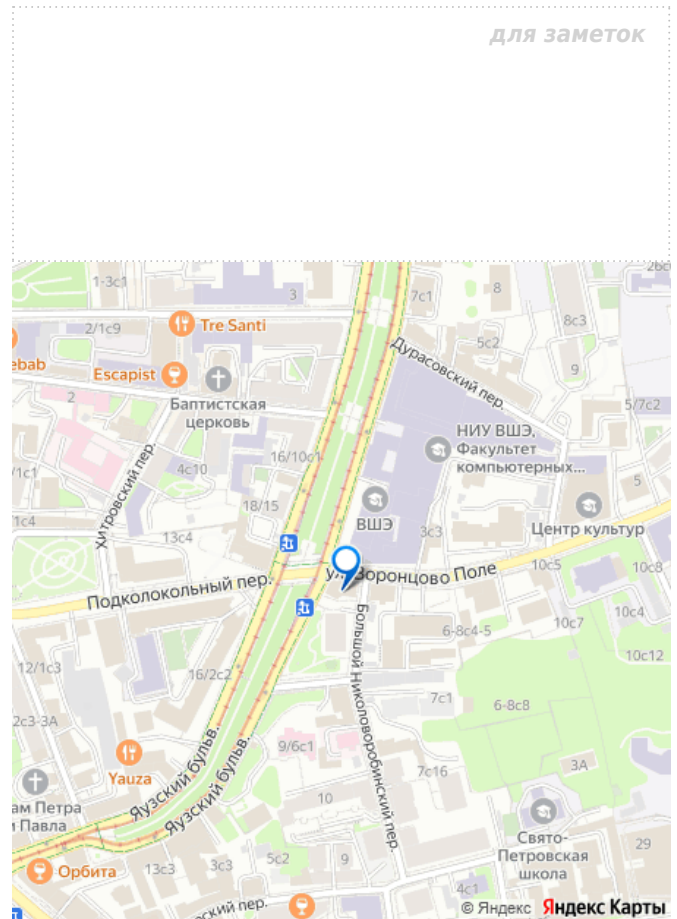 для заметок
1-3с1
3
7с1
8
8с3
2/1с9
Tre Santi
5с2
ebab
Escapist
Дурасовский пер.
9
2
Баптистская
церковь
5/7с2
НИУ ВШЭ,
Факультет
компьютерных...
16/10с1
4с10
/1с1
Хитровский пер.
5
18/15
ВШЭ
1с4
13с4
3с3
Центр культур
ул. Воронцово Поле
10с5
10с8
Подколокольный пер.
10с4
10с7
6-8с4-5
10с12
12/1с3
16/2с2
Большой Николоворобинский пер.
7с1
6-8с8
2с3-3А
9/6с1
Yauza
7с16
3А
Яузский бульв.
Яузский бульв.
10
ам Петра
и Павла
Свято-
Петровская
школа
29
Орбита
13с3
3с3
5с2
9
4с1
ский пер.
© Яндекс Яндекс Карты